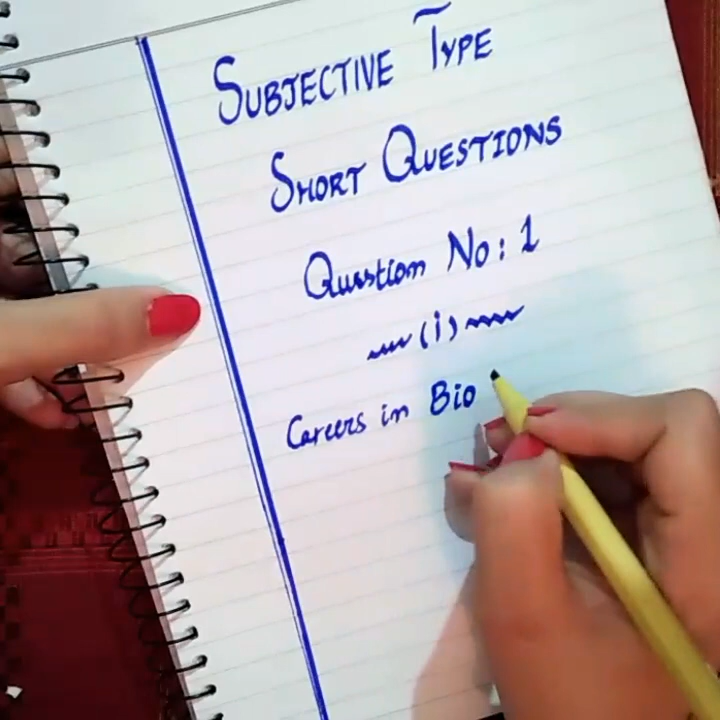 SUBJECTIVE TYPE
SHORT QUESTIONS
Question No: 1
(i)
Careers in Bio